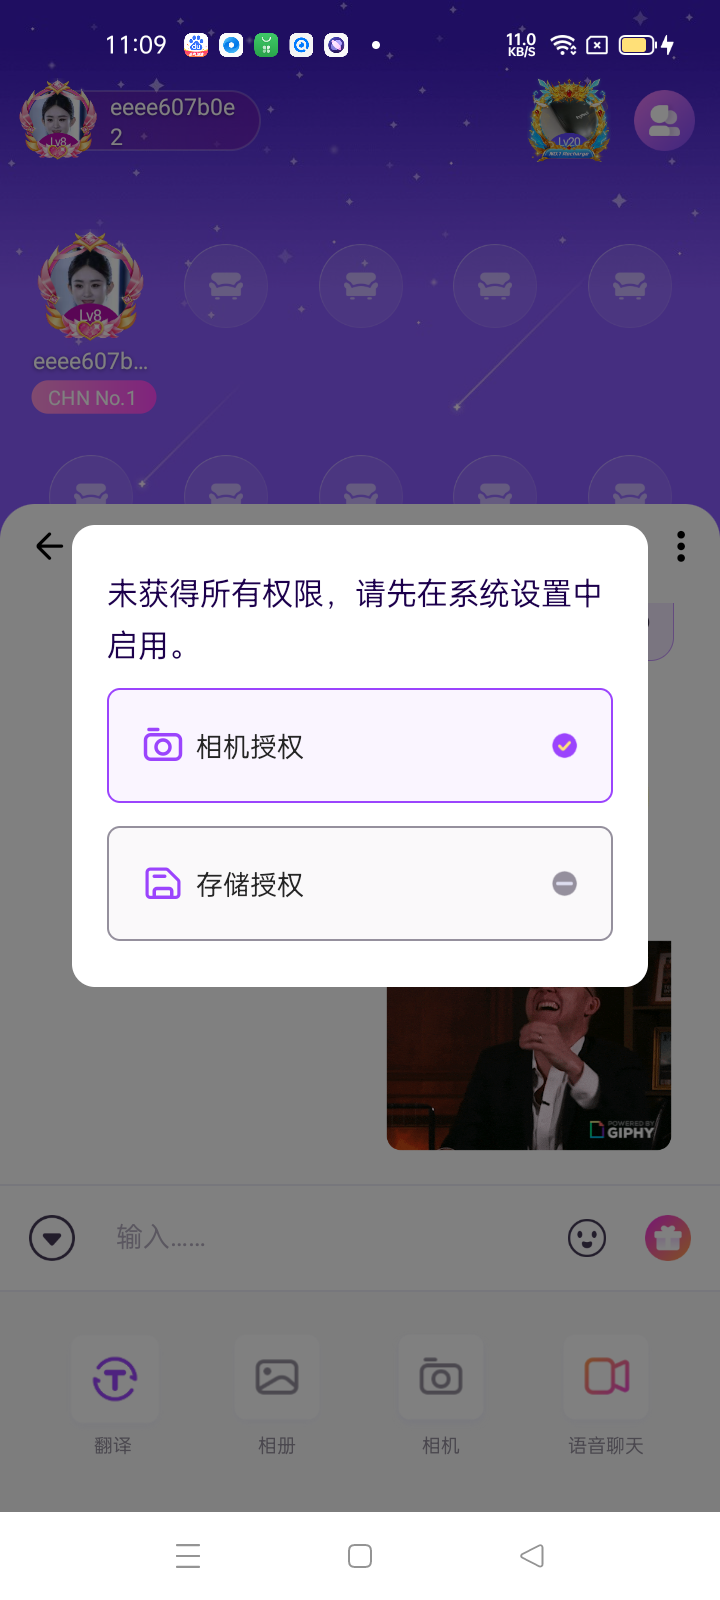 11:09
11.0
KB/S
eeee607b0e
2
Lv8
Lv20
Lv8
eeee607b...
CHN No.1
未获得所有权限，请先在系统设置中
启用。
相机授权
存储授权
POWERED BY
GIPHY
输入......
翻译
相册
相机
语音聊天